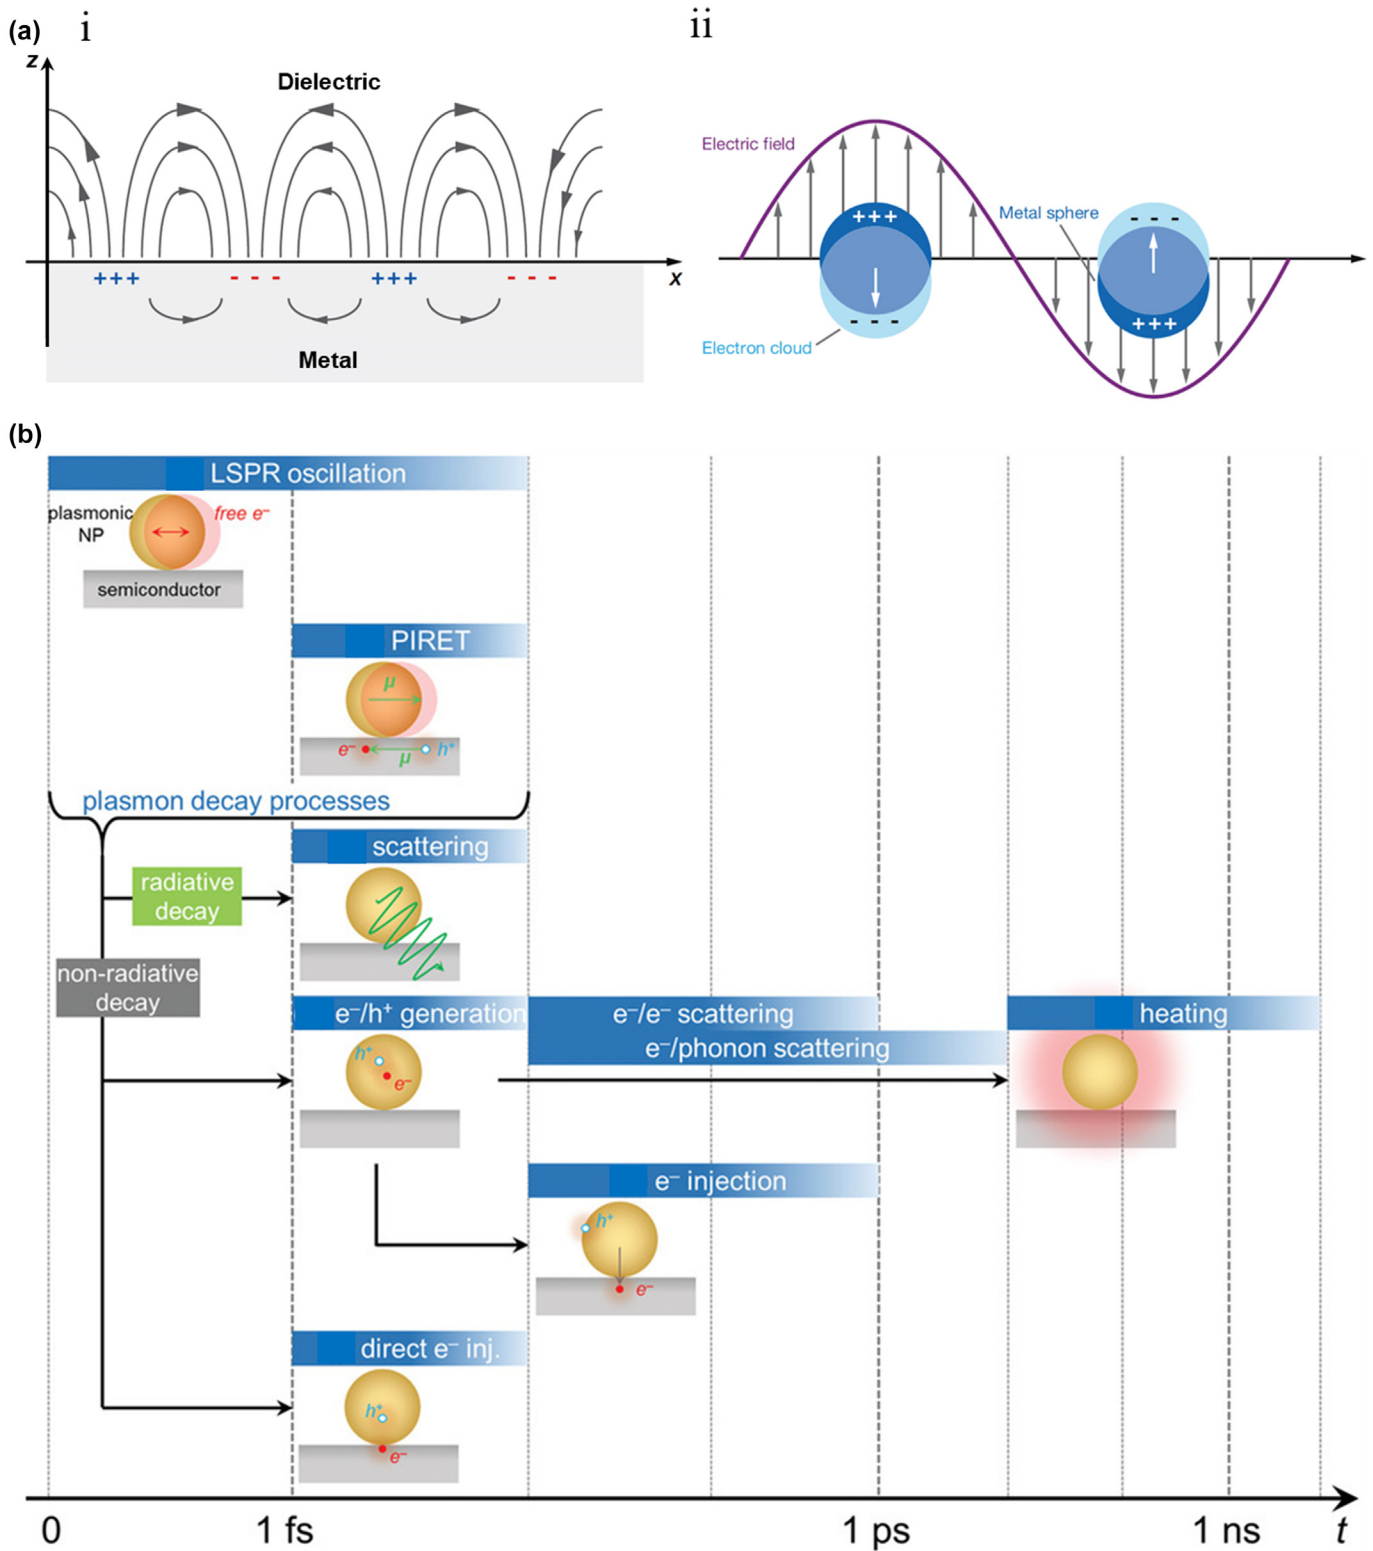 (a) i ii
z
Dielectric
+++ - - - +++ - - -
x
Metal
Electric field
+++
Metal sphere
- - -
- - -
+++
Electron cloud
(b)
LSPR oscillation
plasmonic
NP
free e⁻
semiconductor
PIRET
μ
e⁻ h⁺
μ
plasmon decay processes
scattering
radiative
decay
non-radiative
decay
e⁻/h⁺ generation
e⁻/e⁻ scattering
heating
e⁻/phonon scattering
h⁺
e⁻
e⁻ injection
h⁺
e⁻
direct e⁻ inj.
h⁺
e⁻
0 1 fs 1 ps 1 ns t